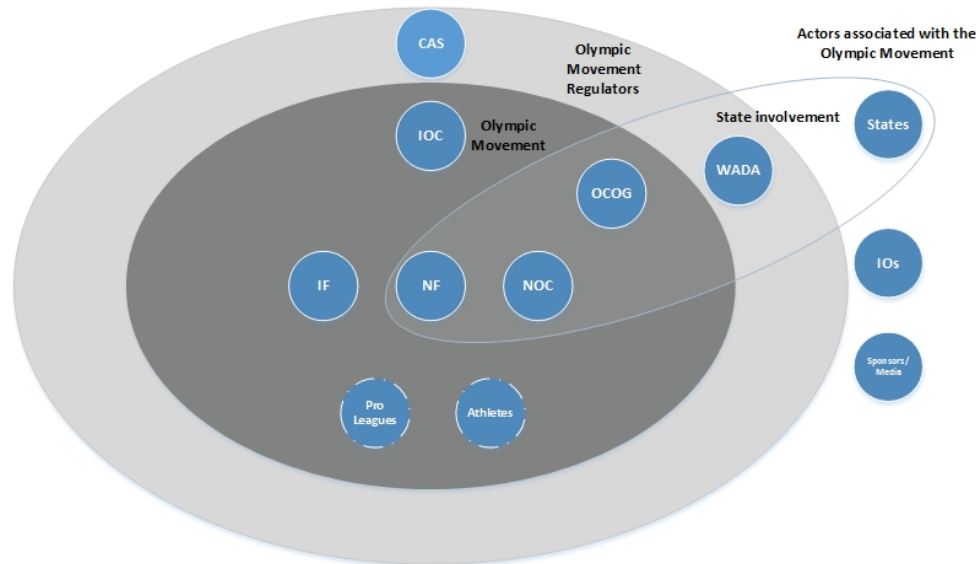 CAS
Olympic
Movement
Regulators
Actors associated with the
Olympic Movement
IOC
Olympic
Movement
State involvement
States
WADA
OCOG
IF
NF
NOC
IOs
Sponsors/
Media
Pro
Leagues
Athletes